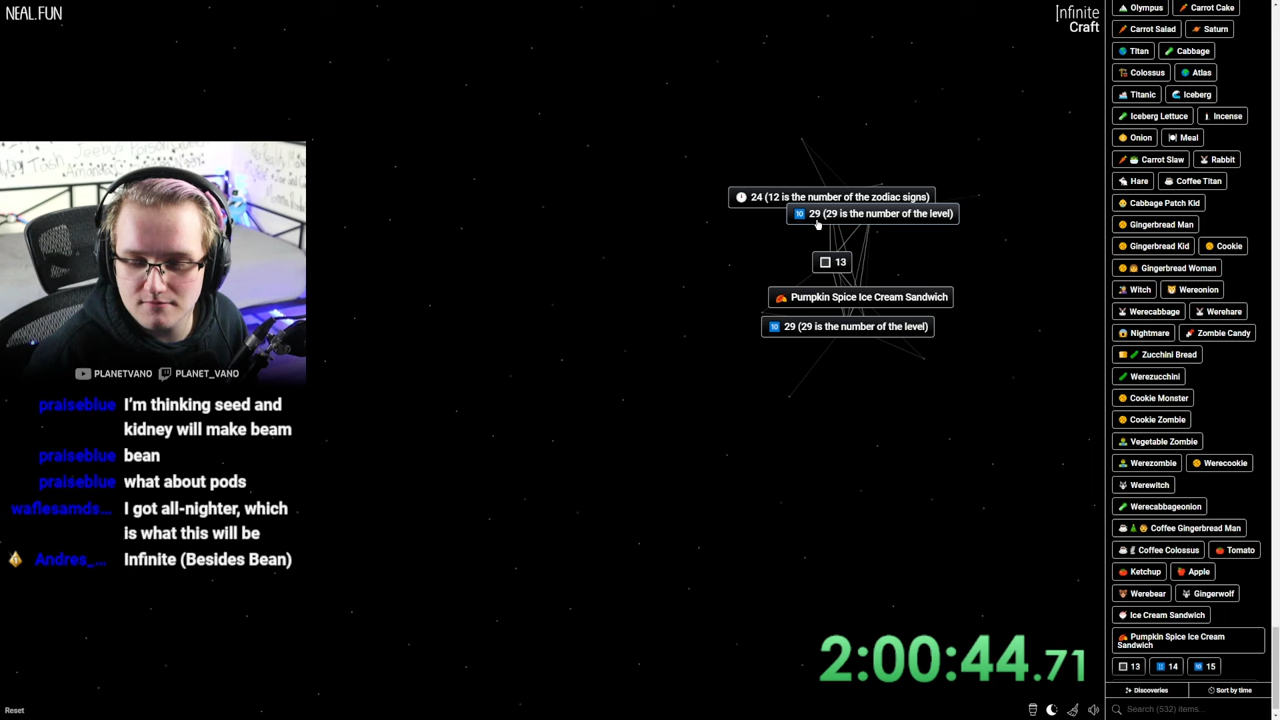 NEAL.FUN
Infinite
Craft
24 (12 is the number of the zodiac signs)
29 (29 is the number of the level)
13
Pumpkin Spice Ice Cream Sandwich
29 (29 is the number of the level)
PLANETVANO PLANET_VANO
praiseblue I'm thinking seed and
kidney will make beam
praiseblue bean
praiseblue what about pods
waflesamds... I got all-nighter, which
is what this will be
Andres_... Infinite (Besides Bean)
2:00:44.71
Reset
Olympus Carrot Cake
Carrot Salad Saturn
Titan Cabbage
Colossus Atlas
Titanic Iceberg
Iceberg Lettuce Incense
Onion Meal
Carrot Slaw Rabbit
Hare Coffee Titan
Cabbage Patch Kid
Gingerbread Man
Gingerbread Kid Cookie
Gingerbread Woman
Witch Wereonion
Werecabbage Werehare
Nightmare Zombie Candy
Zucchini Bread
Werezucchini
Cookie Monster
Cookie Zombie
Vegetable Zombie
Werezombie Werecookie
Werewitch
Werecabbageonion
Coffee Gingerbread Man
Coffee Colossus Tomato
Ketchup Apple
Werebear Gingerwolf
Ice Cream Sandwich
Pumpkin Spice Ice Cream
Sandwich
13 14 15
Discoveries Sort by time
Search (532) items...